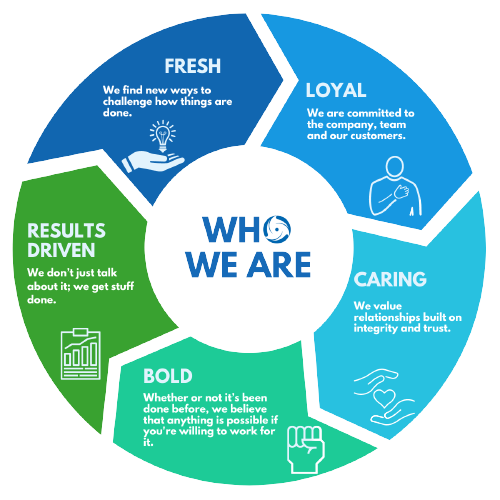 FRESH
We find new ways to
challenge how things are
done.
LOYAL
We are committed to
the company, team
and our customers.
WHO
WE ARE
RESULTS
DRIVEN
We don't just talk
about it; we get stuff
done.
CARING
We value
relationships built on
integrity and trust.
BOLD
Whether or not it's been
done before, we believe
that anything is possible if
you're willing to work for
it.